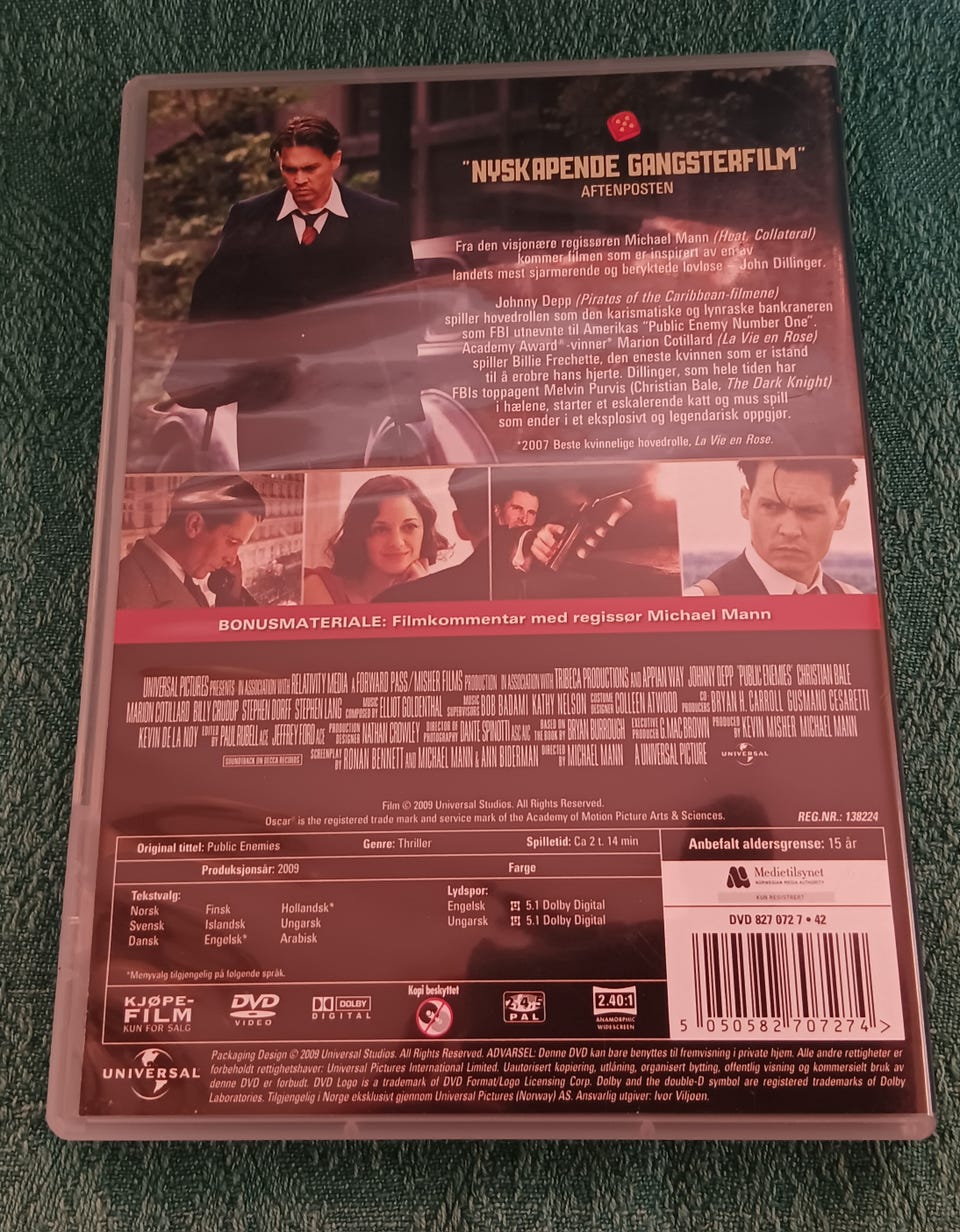 "NYSKAPENDE GANGSTERFILM"
AFTENPOSTEN
Fra den visjonære regissøren Michael Mann (Heat, Collateral)
kommer filmen som er inspirert av en av
landets mest sjarmerende og beryktede lovløse – John Dillinger.
Johnny Depp (Pirates of the Caribbean-filmene)
spiller hovedrollen som den karismatiske og lynraske bankraneren
som FBI utnevnte til Amerikas "Public Enemy Number One".
Academy Award®-vinner* Marion Cotillard (La Vie en Rose)
spiller Billie Frechette, den eneste kvinnen som er istand
til å erobre hans hjerte. Dillinger, som hele tiden har
FBIs toppagent Melvin Purvis (Christian Bale, The Dark Knight)
i hælene, starter et eskalerende katt og mus spill
som ender i et eksplosivt og legendarisk oppgjør.
*2007 Beste kvinnelige hovedrolle, La Vie en Rose.
BONUSMATERIALE: Filmkommentar med regissør Michael Mann
UNIVERSAL PICTURES PRESENTS IN ASSOCIATION WITH RELATIVITY MEDIA A FORWARD PASS/MISHER FILMS PRODUCTION IN ASSOCIATION WITH TRIBECA PRODUCTIONS AND APPIAN WAY JOHNNY DEPP "PUBLIC ENEMIES" CHRISTIAN BALE
MARION COTILLARD BILLY CRUDUP STEPHEN DORFF STEPHEN LANG MUSIC COMPOSED BY ELLIOT GOLDENTHAL MUSIC SUPERVISORS BOB BADAMI KATHY NELSON COSTUME DESIGNER COLLEEN ATWOOD CO-PRODUCERS BRYAN H. CARROLL GUSMANO CESARETTI
KEVIN DE LA NOY EDITED BY PAUL RUBELL ACE JEFFREY FORD ACE PRODUCTION DESIGNER NATHAN CROWLEY DIRECTOR OF PHOTOGRAPHY DANTE SPINOTTI ASC AIC BASED ON THE BOOK BY BRYAN BURROUGH EXECUTIVE PRODUCER G. MAC BROWN PRODUCED BY KEVIN MISHER MICHAEL MANN
SOUNDTRACK ON DECCA RECORDS SCREENPLAY BY RONAN BENNETT AND MICHAEL MANN & ANN BIDERMAN DIRECTED BY MICHAEL MANN A UNIVERSAL PICTURE UNIVERSAL
Film © 2009 Universal Studios. All Rights Reserved.
Oscar® is the registered trade mark and service mark of the Academy of Motion Picture Arts & Sciences.
REG.NR.: 138224
Original tittel: Public Enemies Genre: Thriller Spilletid: Ca 2 t. 14 min
Anbefalt aldersgrense: 15 år
Produksjonsår: 2009 Farge
Medietilsynet
NORWEGIAN MEDIA AUTHORITY
KUN REGISTRERT
Tekstvalg: Lydspor:
Norsk Finsk Hollandsk* Engelsk 5.1 Dolby Digital
Svensk Islandsk Ungarsk Ungarsk 5.1 Dolby Digital
Dansk Engelsk* Arabisk
*Menyvalg tilgjengelig på følgende språk.
DVD 827 072 7 • 42
5 050582 707274 >
KJØPE-
FILM
KUN FOR SALG
DVD
VIDEO
DOLBY
DIGITAL
Kopi beskyttet
2,4,5
PAL
2.40:1
ANAMORPHIC
WIDESCREEN
UNIVERSAL
Packaging Design © 2009 Universal Studios. All Rights Reserved. ADVARSEL: Denne DVD kan bare benyttes til fremvisning i private hjem. Alle andre rettigheter er
forbeholdt rettighetshaver: Universal Pictures International Limited. Uautorisert kopiering, utlåning, organisert bytting, offentlig visning og kommersielt bruk av
denne DVD er forbudt. DVD Logo is a trademark of DVD Format/Logo Licensing Corp. Dolby and the double-D symbol are registered trademarks of Dolby
Laboratories. Tilgjengelig i Norge eksklusivt gjennom Universal Pictures (Norway) AS. Ansvarlig utgiver: Ivor Viljoen.